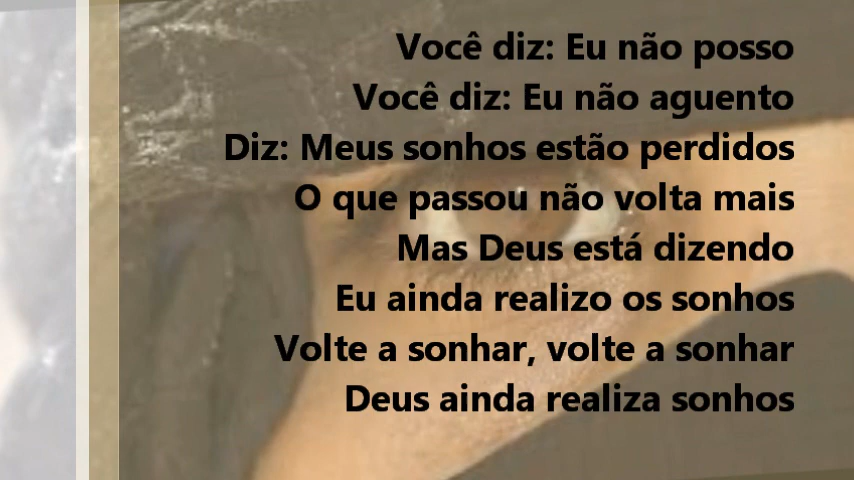 Você diz: Eu não posso
Você diz: Eu não aguento
Diz: Meus sonhos estão perdidos
O que passou não volta mais
Mas Deus está dizendo
Eu ainda realizo os sonhos
Volte a sonhar, volte a sonhar
Deus ainda realiza sonhos